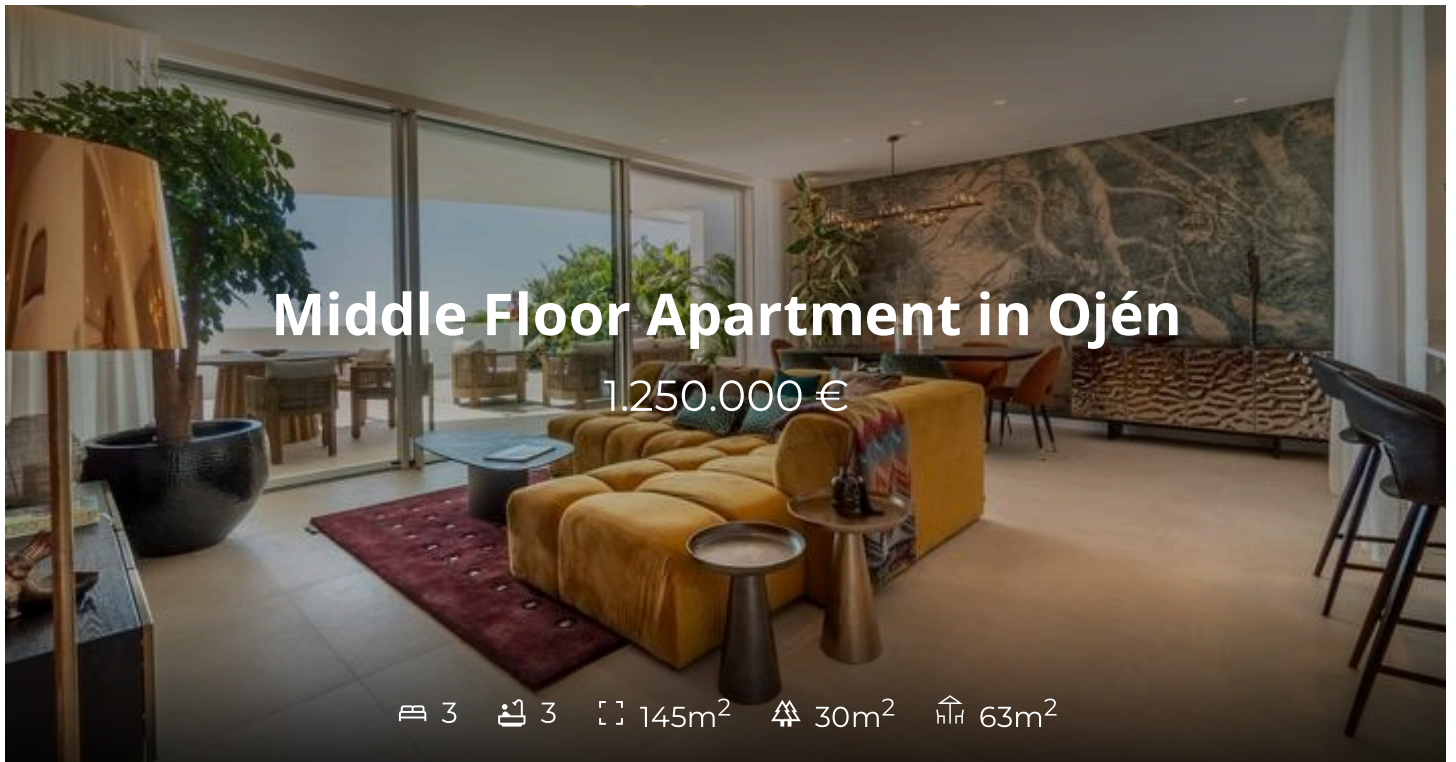 Middle Floor Apartment in Ojén
1.250.000 €
3 3 145m² 30m² 63m²